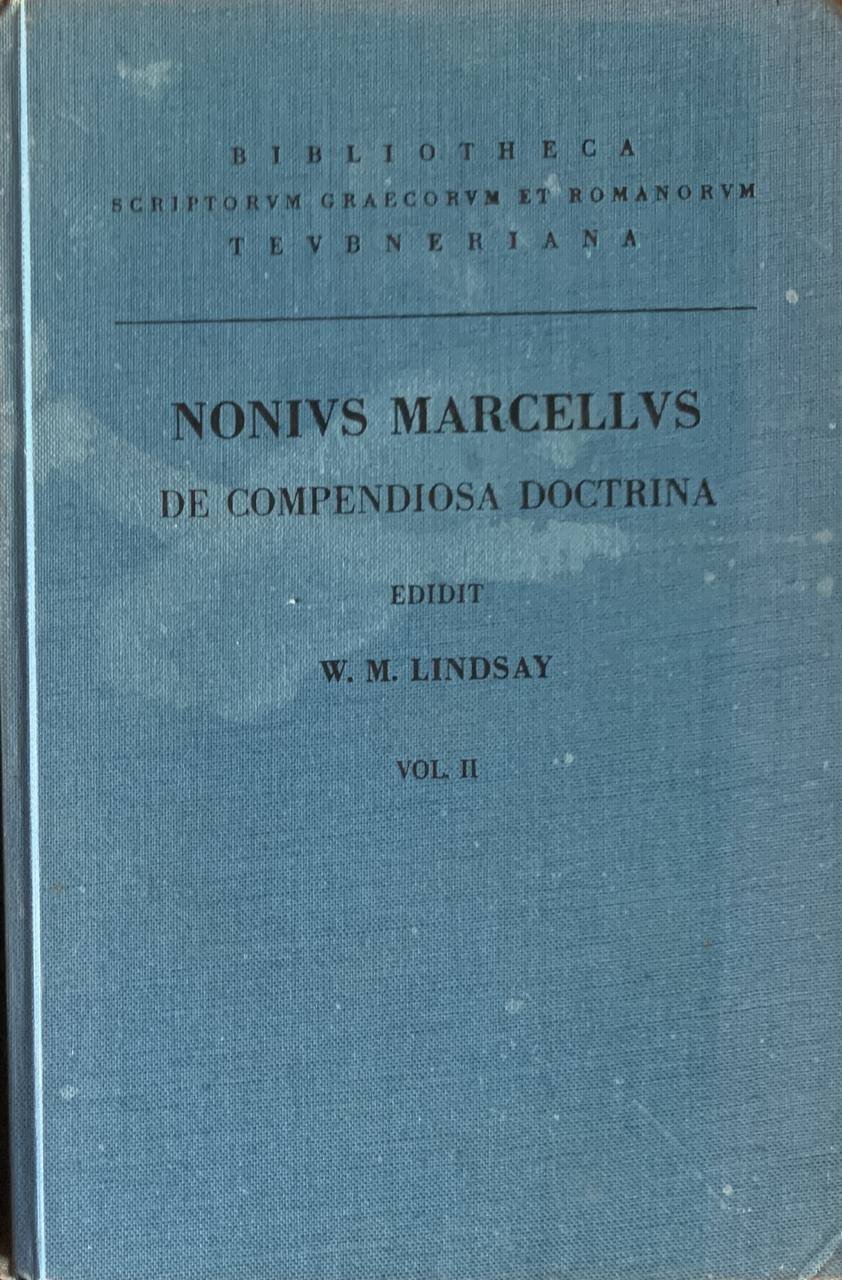 BIBLIOTHECA
SCRIPTORVM GRAECORVM ET ROMANORVM
TEVBNERIANA
NONIVS MARCELLVS
DE COMPENDIOSA DOCTRINA
EDIDIT
W. M. LINDSAY
VOL. II